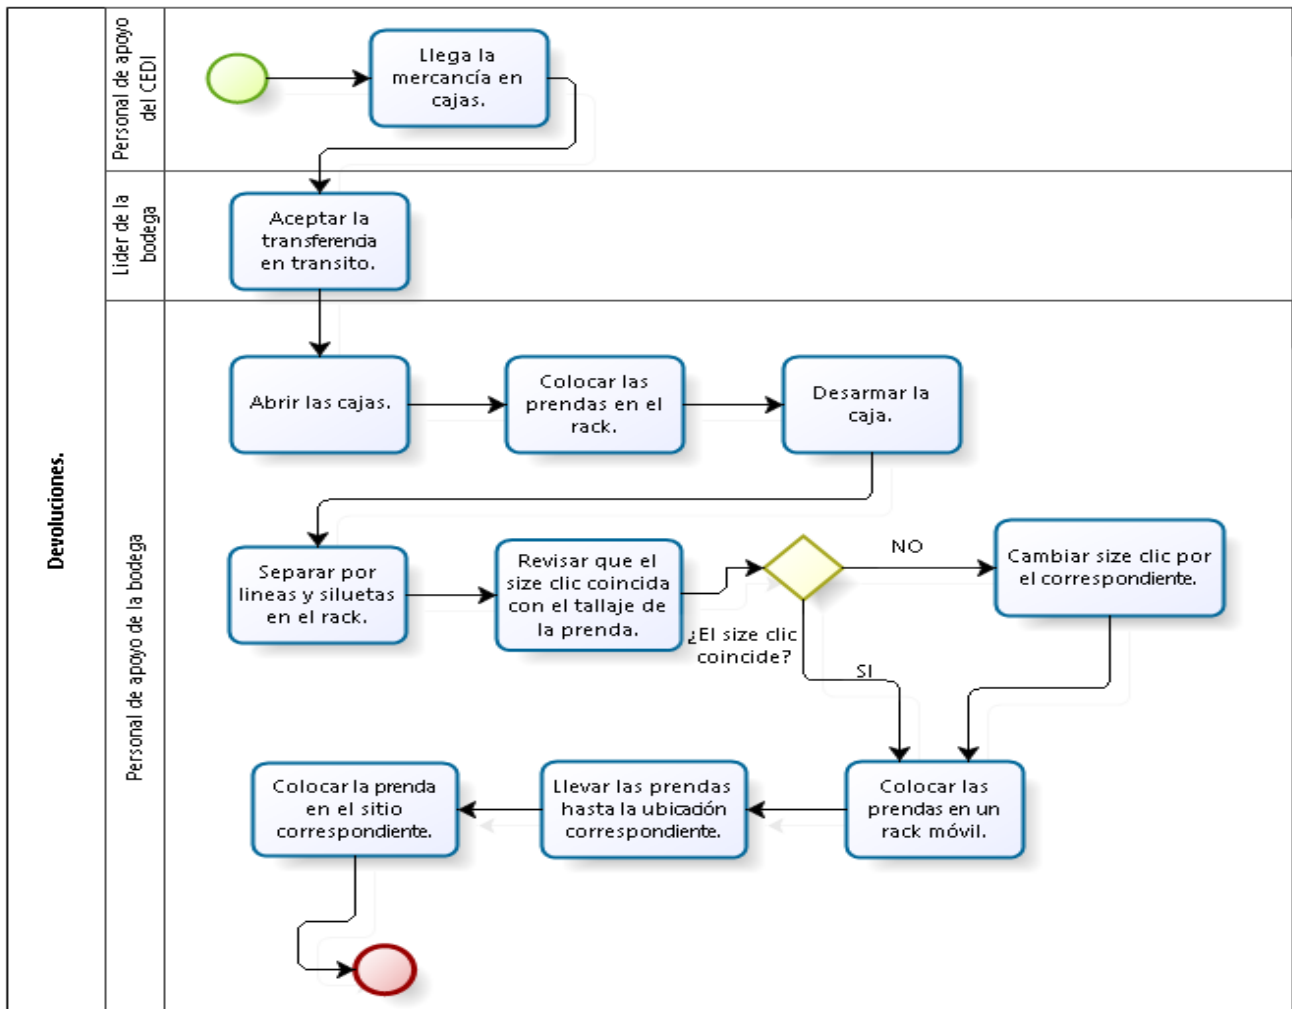 Devoluciones.
Personal de apoyo
del CEDI
Llega la
mercancía en
cajas.
Lider de la
bodega
Aceptar la
transferencia
en transito.
Personal de apoyo de la bodega
Abrir las cajas.
Colocar las
prendas en el
rack.
Desarmar la
caja.
Separar por
lineas y siluetas
en el rack.
Revisar que el
size clic coincida
con el tallaje de
la prenda.
¿El size clic
coincide?
NO
SI
Cambiar size clic por
el correspondiente.
Colocar las
prendas en un
rack móvil.
Llevar las prendas
hasta la ubicación
correspondiente.
Colocar la prenda
en el sitio
correspondiente.